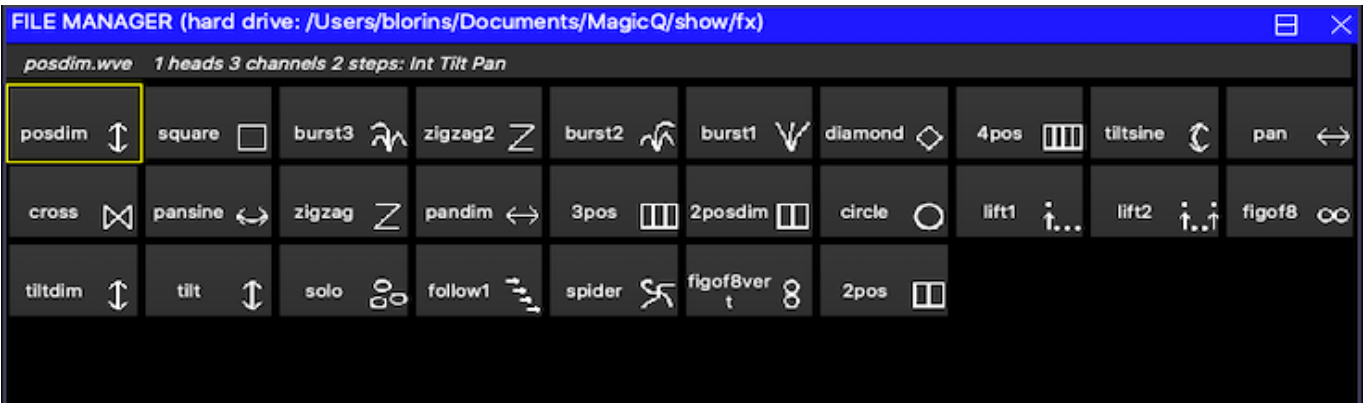 FILE MANAGER (hard drive: /Users/blorins/Documents/MagicQ/show/fx)
posdim.wve 1 heads 3 channels 2 steps: Int Tilt Pan
posdim square burst3 zigzag2 burst2 burst1 diamond 4pos tiltsine pan
cross pansine zigzag pandim 3pos 2posdim circle lift1 lift2 figof8
tiltdim tilt solo follow1 spider figof8ver 2pos
t